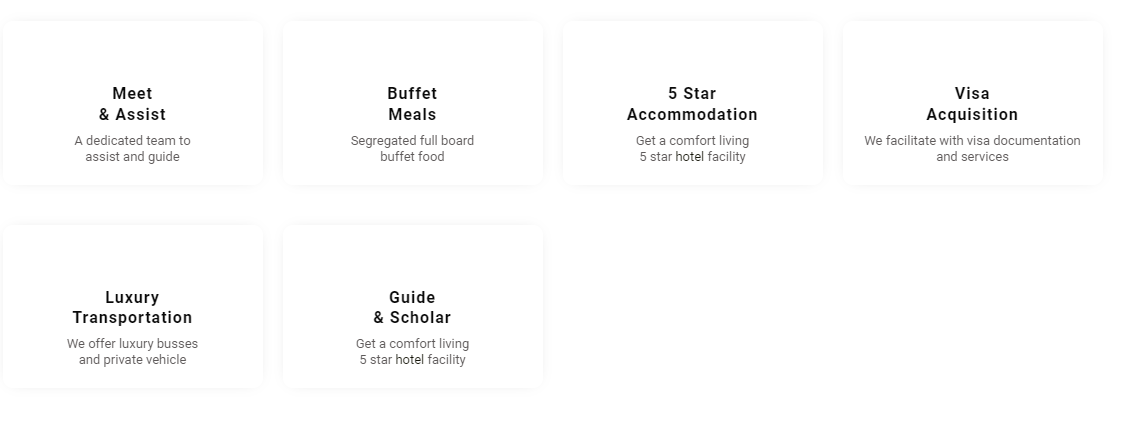 Meet
& Assist
A dedicated team to
assist and guide
Buffet
Meals
Segregated full board
buffet food
5 Star
Accommodation
Get a comfort living
5 star hotel facility
Visa
Acquisition
We facilitate with visa documentation
and services
Luxury
Transportation
We offer luxury busses
and private vehicle
Guide
& Scholar
Get a comfort living
5 star hotel facility